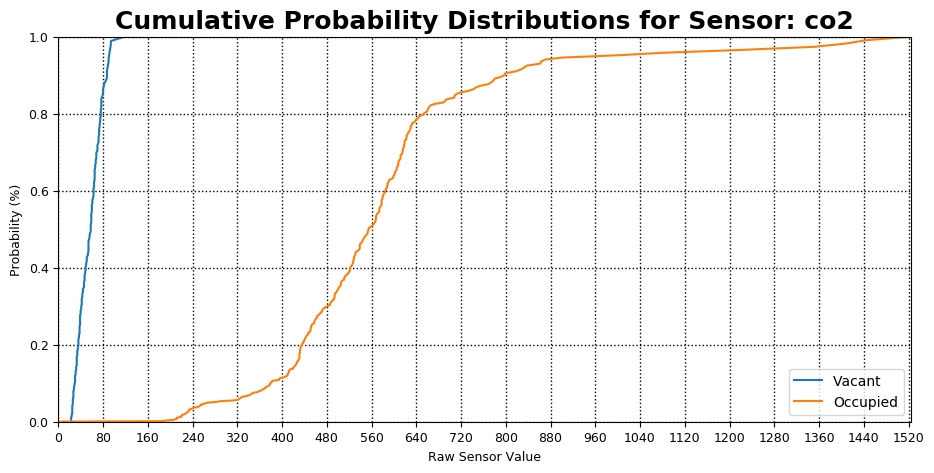 Cumulative Probability Distributions for Sensor: co2
1.0
0.8
0.6
0.4
0.2
0.0
Probability (%)
0 80 160 240 320 400 480 560 640 720 800 880 960 1040 1120 1200 1280 1360 1440 1520
Raw Sensor Value
Vacant
Occupied